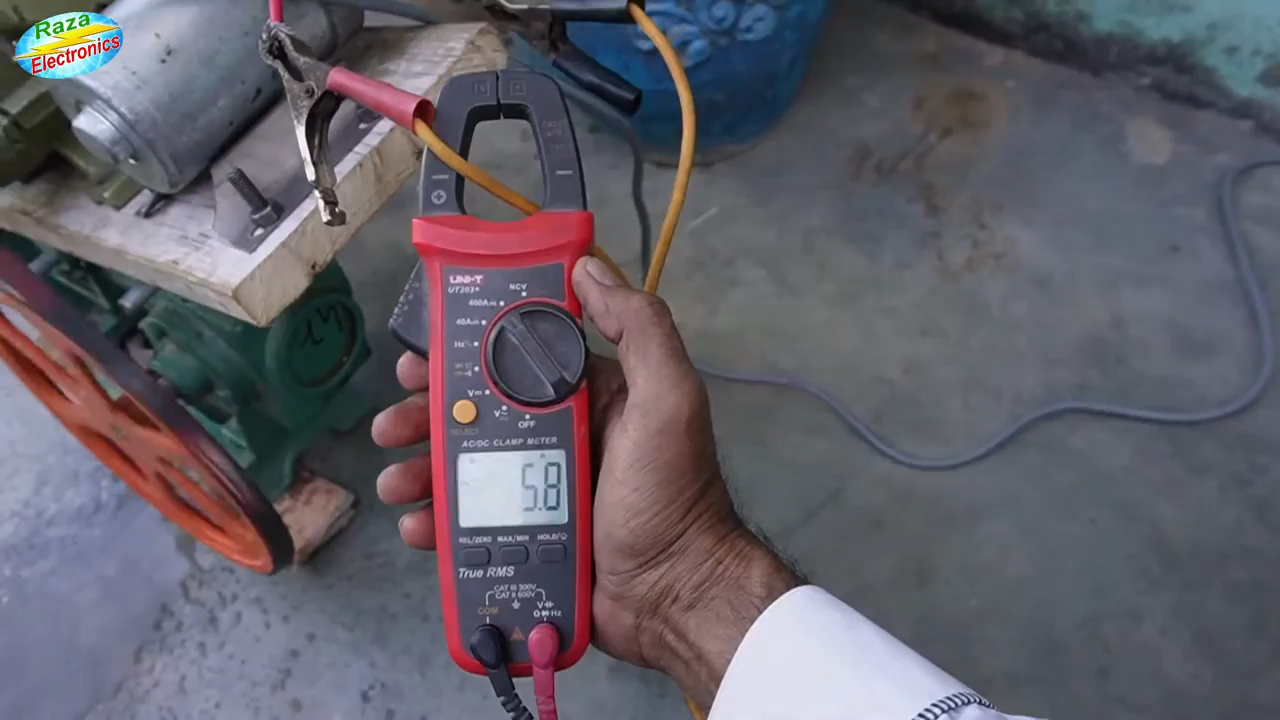 Raza
Electronics
UNI-T
UT203+
NCV
400A
40A
Hz%
V
V~
OFF
SELECT
AC/DC CLAMP METER
5.8
REL/ZERO MAX/MIN HOLD/
True RMS
CAT III 300V
CAT II 600V
COM
V
Ω Hz